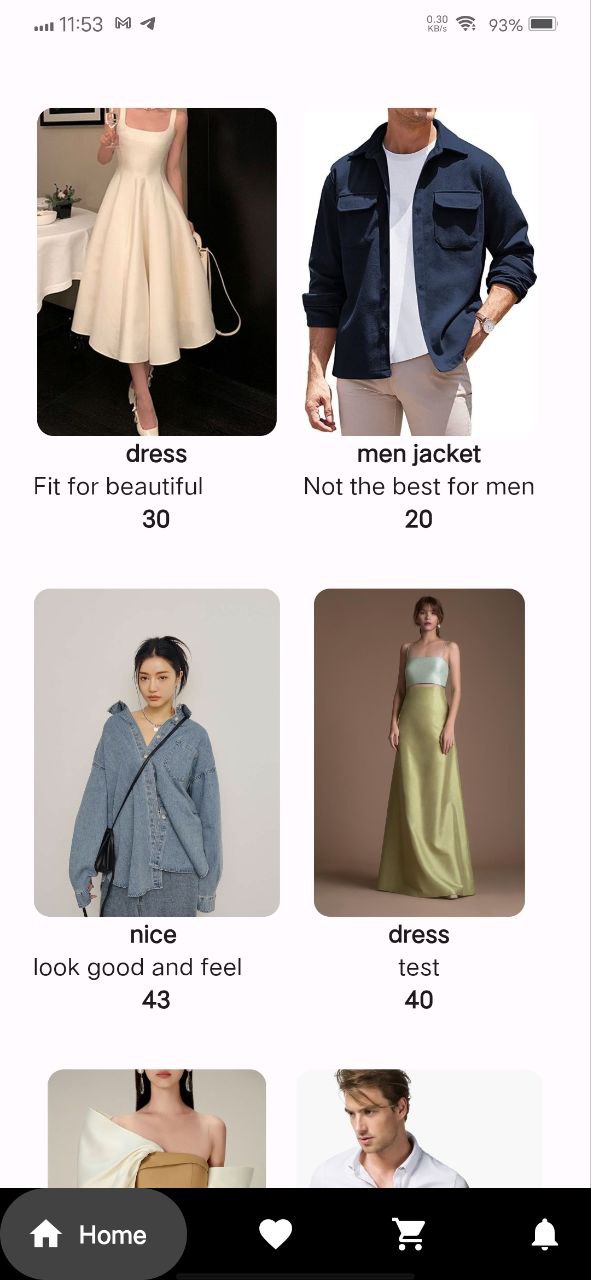 11:53
0.30
KB/s
93%
dress
men jacket
Fit for beautiful
Not the best for men
30
20
nice
dress
look good and feel
test
43
40
Home